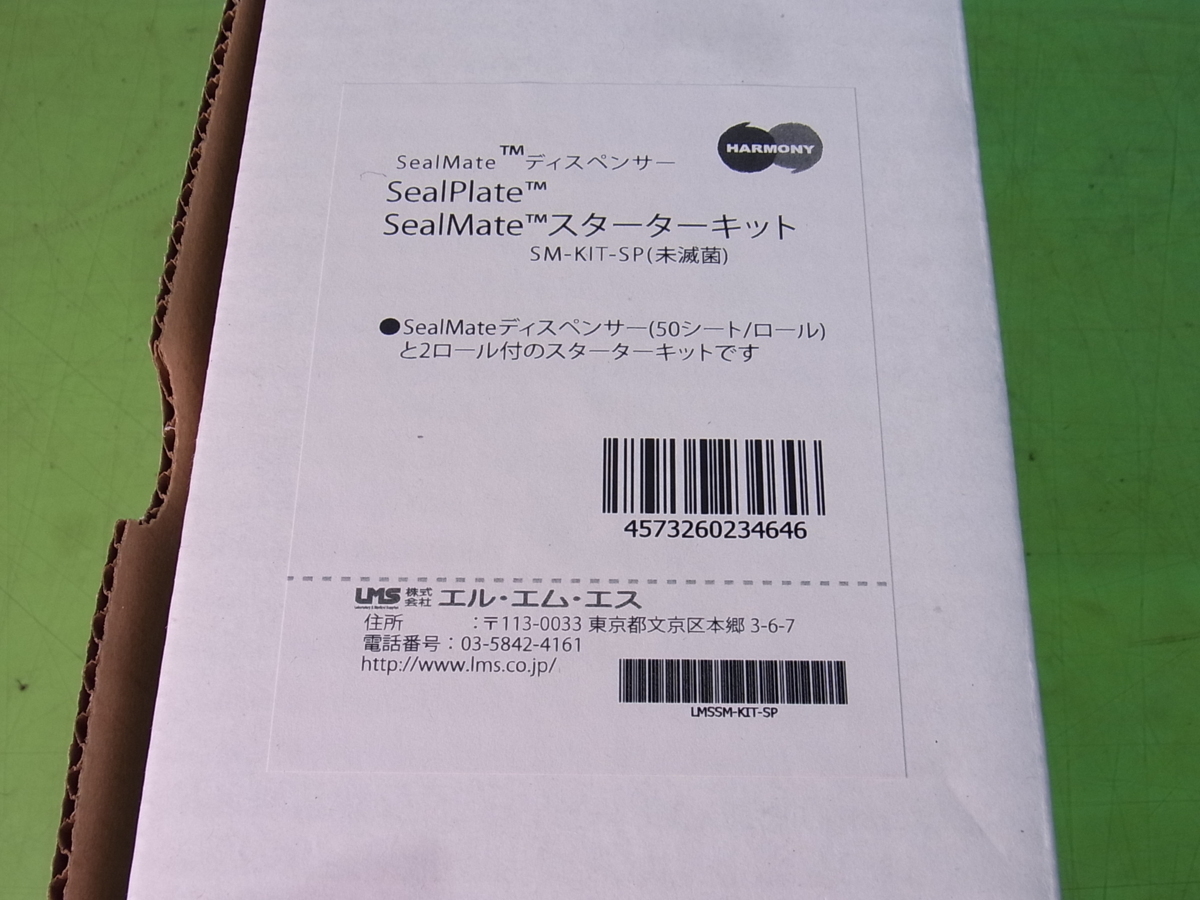 HARMONY
SealMate™ディスペンサー
SealPlate™
SealMate™スターターキット
SM-KIT-SP(未滅菌)
●SealMateディスペンサー(50シート/ロール)
と2ロール付のスターターキットです
4573260234646
LMS 株式会社 エル・エム・エス
住所 :〒113-0033 東京都文京区本郷 3-6-7
電話番号:03-5842-4161
http://www.lms.co.jp/
LMSSM-KIT-SP